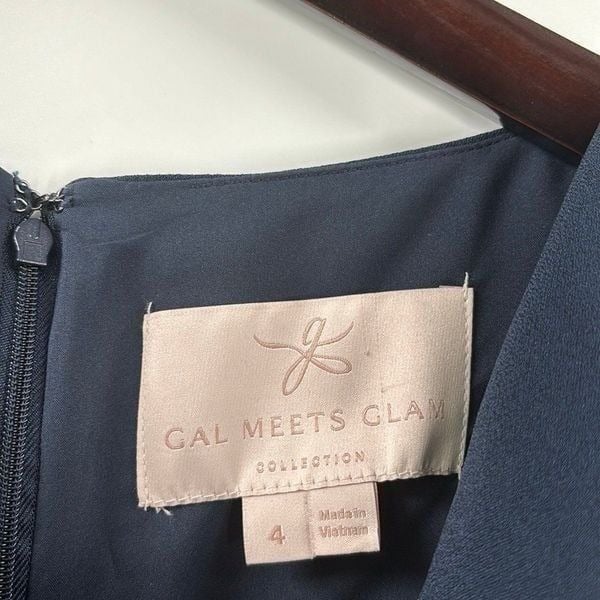 g
GAL MEETS GLAM
COLLECTION
4
Made in
Vietnam